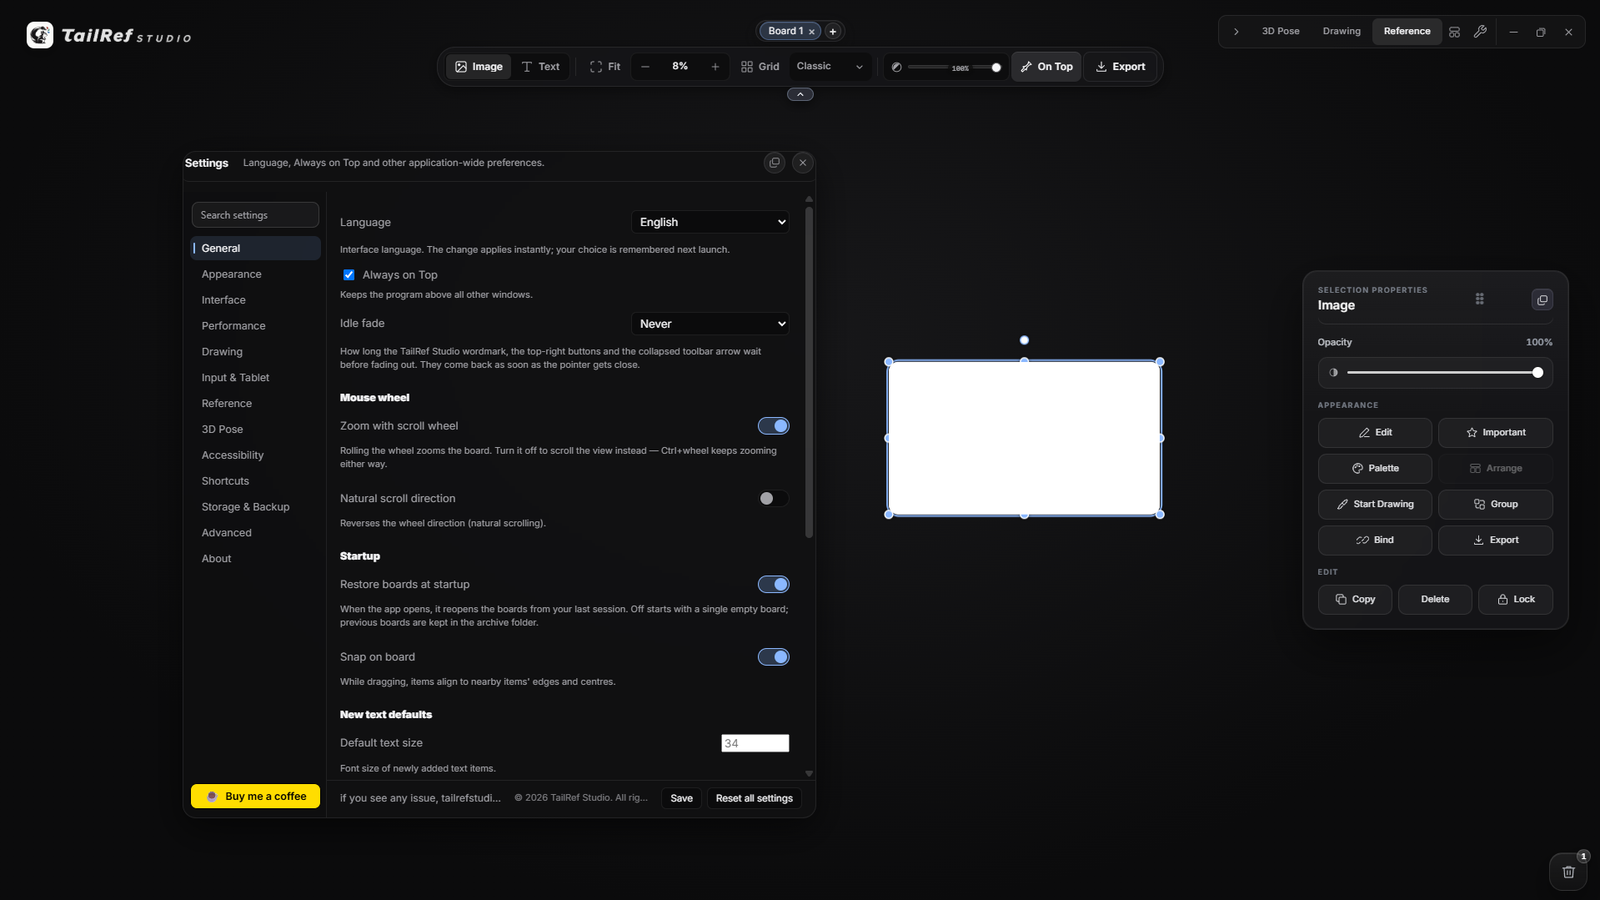 TailRef STUDIO
Board 1
3D Pose
Drawing
Reference
Image
Text
Fit
8%
Grid
Classic
100%
On Top
Export
Settings
Language, Always on Top and other application-wide preferences.
Search settings
General
Appearance
Interface
Performance
Drawing
Input & Tablet
Reference
3D Pose
Accessibility
Shortcuts
Storage & Backup
Advanced
About
Buy me a coffee
Language
English
Interface language. The change applies instantly; your choice is remembered next launch.
Always on Top
Keeps the program above all other windows.
Idle fade
Never
How long the TailRef Studio wordmark, the top-right buttons and the collapsed toolbar arrow wait
before fading out. They come back as soon as the pointer gets close.
Mouse wheel
Zoom with scroll wheel
Rolling the wheel zooms the board. Turn it off to scroll the view instead — Ctrl+wheel keeps zooming
either way.
Natural scroll direction
Reverses the wheel direction (natural scrolling).
Startup
Restore boards at startup
When the app opens, it reopens the boards from your last session. Off starts with a single empty board;
previous boards are kept in the archive folder.
Snap on board
While dragging, items align to nearby items' edges and centres.
New text defaults
Default text size
34
Font size of newly added text items.
if you see any issue, tailrefstudi...
© 2026 TailRef Studio. All rig...
Save
Reset all settings
SELECTION PROPERTIES
Image
Opacity
100%
APPEARANCE
Edit
Important
Palette
Arrange
Start Drawing
Group
Bind
Export
EDIT
Copy
Delete
Lock
1